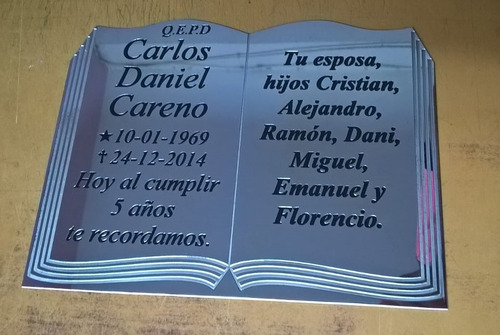 Q.E.P.D
Carlos
Daniel
Careno
★10-01-1969
✝24-12-2014
Hoy al cumplir
5 años
te recordamos.
Tu esposa,
hijos Cristian,
Alejandro,
Ramón, Dani,
Miguel,
Emanuel y
Florencio.